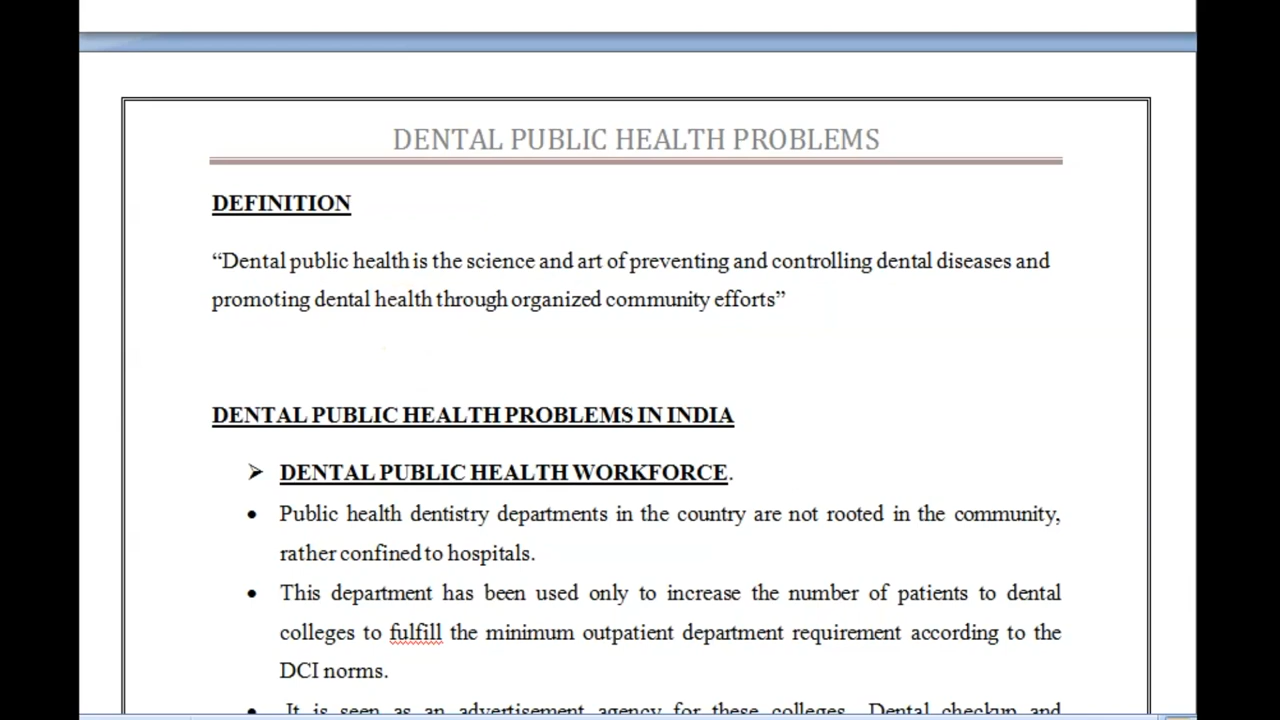 DENTAL PUBLIC HEALTH PROBLEMS
DEFINITION
“Dental public health is the science and art of preventing and controlling dental diseases and
promoting dental health through organized community efforts”
DENTAL PUBLIC HEALTH PROBLEMS IN INDIA
➢ DENTAL PUBLIC HEALTH WORKFORCE.
• Public health dentistry departments in the country are not rooted in the community,
rather confined to hospitals.
• This department has been used only to increase the number of patients to dental
colleges to fulfill the minimum outpatient department requirement according to the
DCI norms.
• It is seen as an advertisement agency for these colleges. Dental checkup and